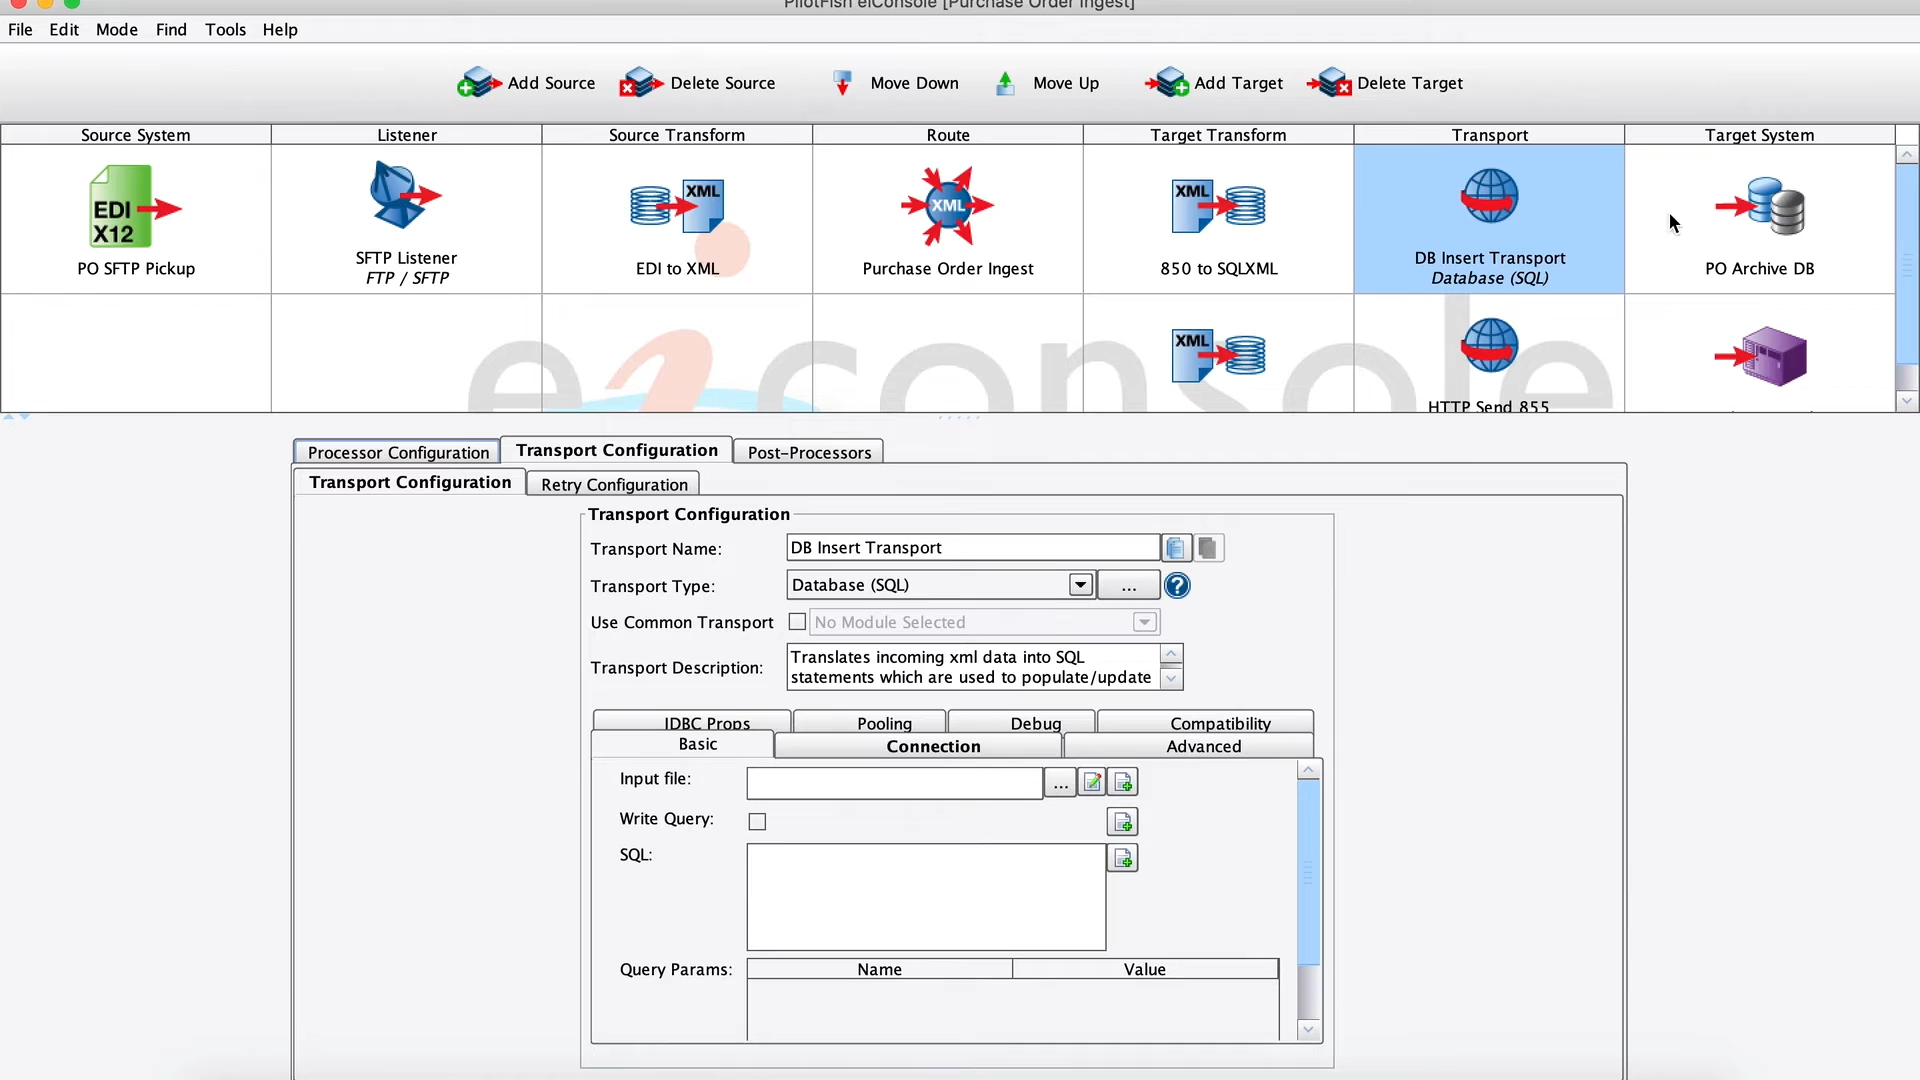 PilotFish eiConsole [Purchase Order Ingest]
File Edit Mode Find Tools Help
Add Source Delete Source Move Down Move Up Add Target Delete Target
Source System Listener Source Transform Route Target Transform Transport Target System
EDI
X12
XML
XML
XML
PO SFTP Pickup
SFTP Listener
FTP / SFTP
EDI to XML
Purchase Order Ingest
850 to SQLXML
DB Insert Transport
Database (SQL)
PO Archive DB
eiconsole
XML
HTTP Send 855
Processor Configuration Transport Configuration Post-Processors
Transport Configuration Retry Configuration
Transport Configuration
Transport Name: DB Insert Transport
Transport Type: Database (SQL) ...
Use Common Transport No Module Selected
Transport Description: Translates incoming xml data into SQL
statements which are used to populate/update
JDBC Props Pooling Debug Compatibility
Basic Connection Advanced
Input file: ...
Write Query:
SQL:
Query Params: Name Value